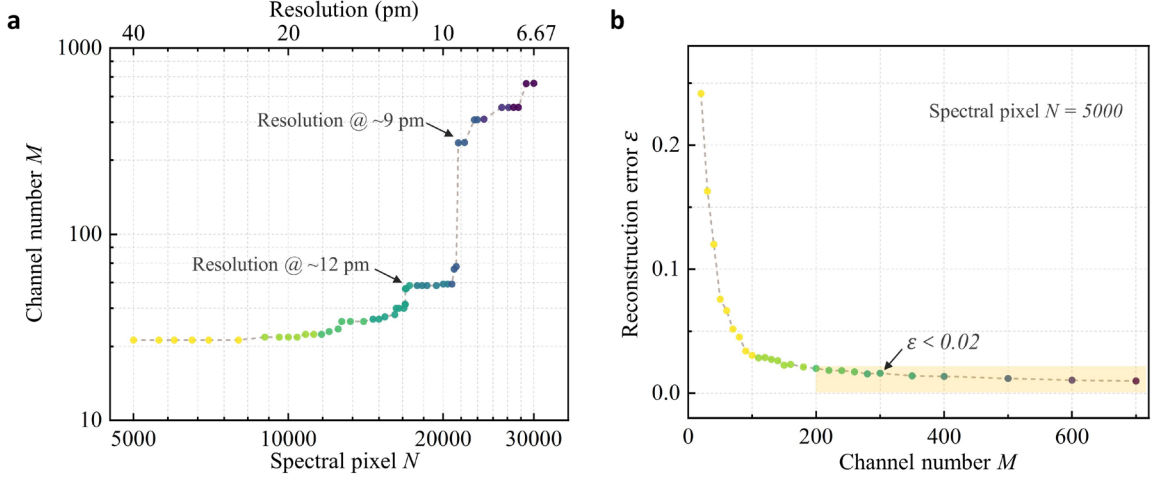 a
Resolution (pm)
40
20
10
6.67
1000
100
10
Channel number M
Resolution @ ~9 pm
Resolution @ ~12 pm
5000
10000
20000
30000
Spectral pixel N
b
Spectral pixel N = 5000
0.2
0.1
0.0
Reconstruction error ε
ε < 0.02
0
200
400
600
Channel number M